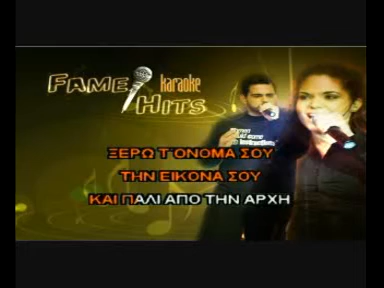 FAME karaoke
HITS
ΞΕΡΩ Τ΄ΟΝΟΜΑ ΣΟΥ
ΤΗΝ ΕΙΚΟΝΑ ΣΟΥ
ΚΑΙ ΠΑΛΙ ΑΠΟ ΤΗΝ ΑΡΧΗ